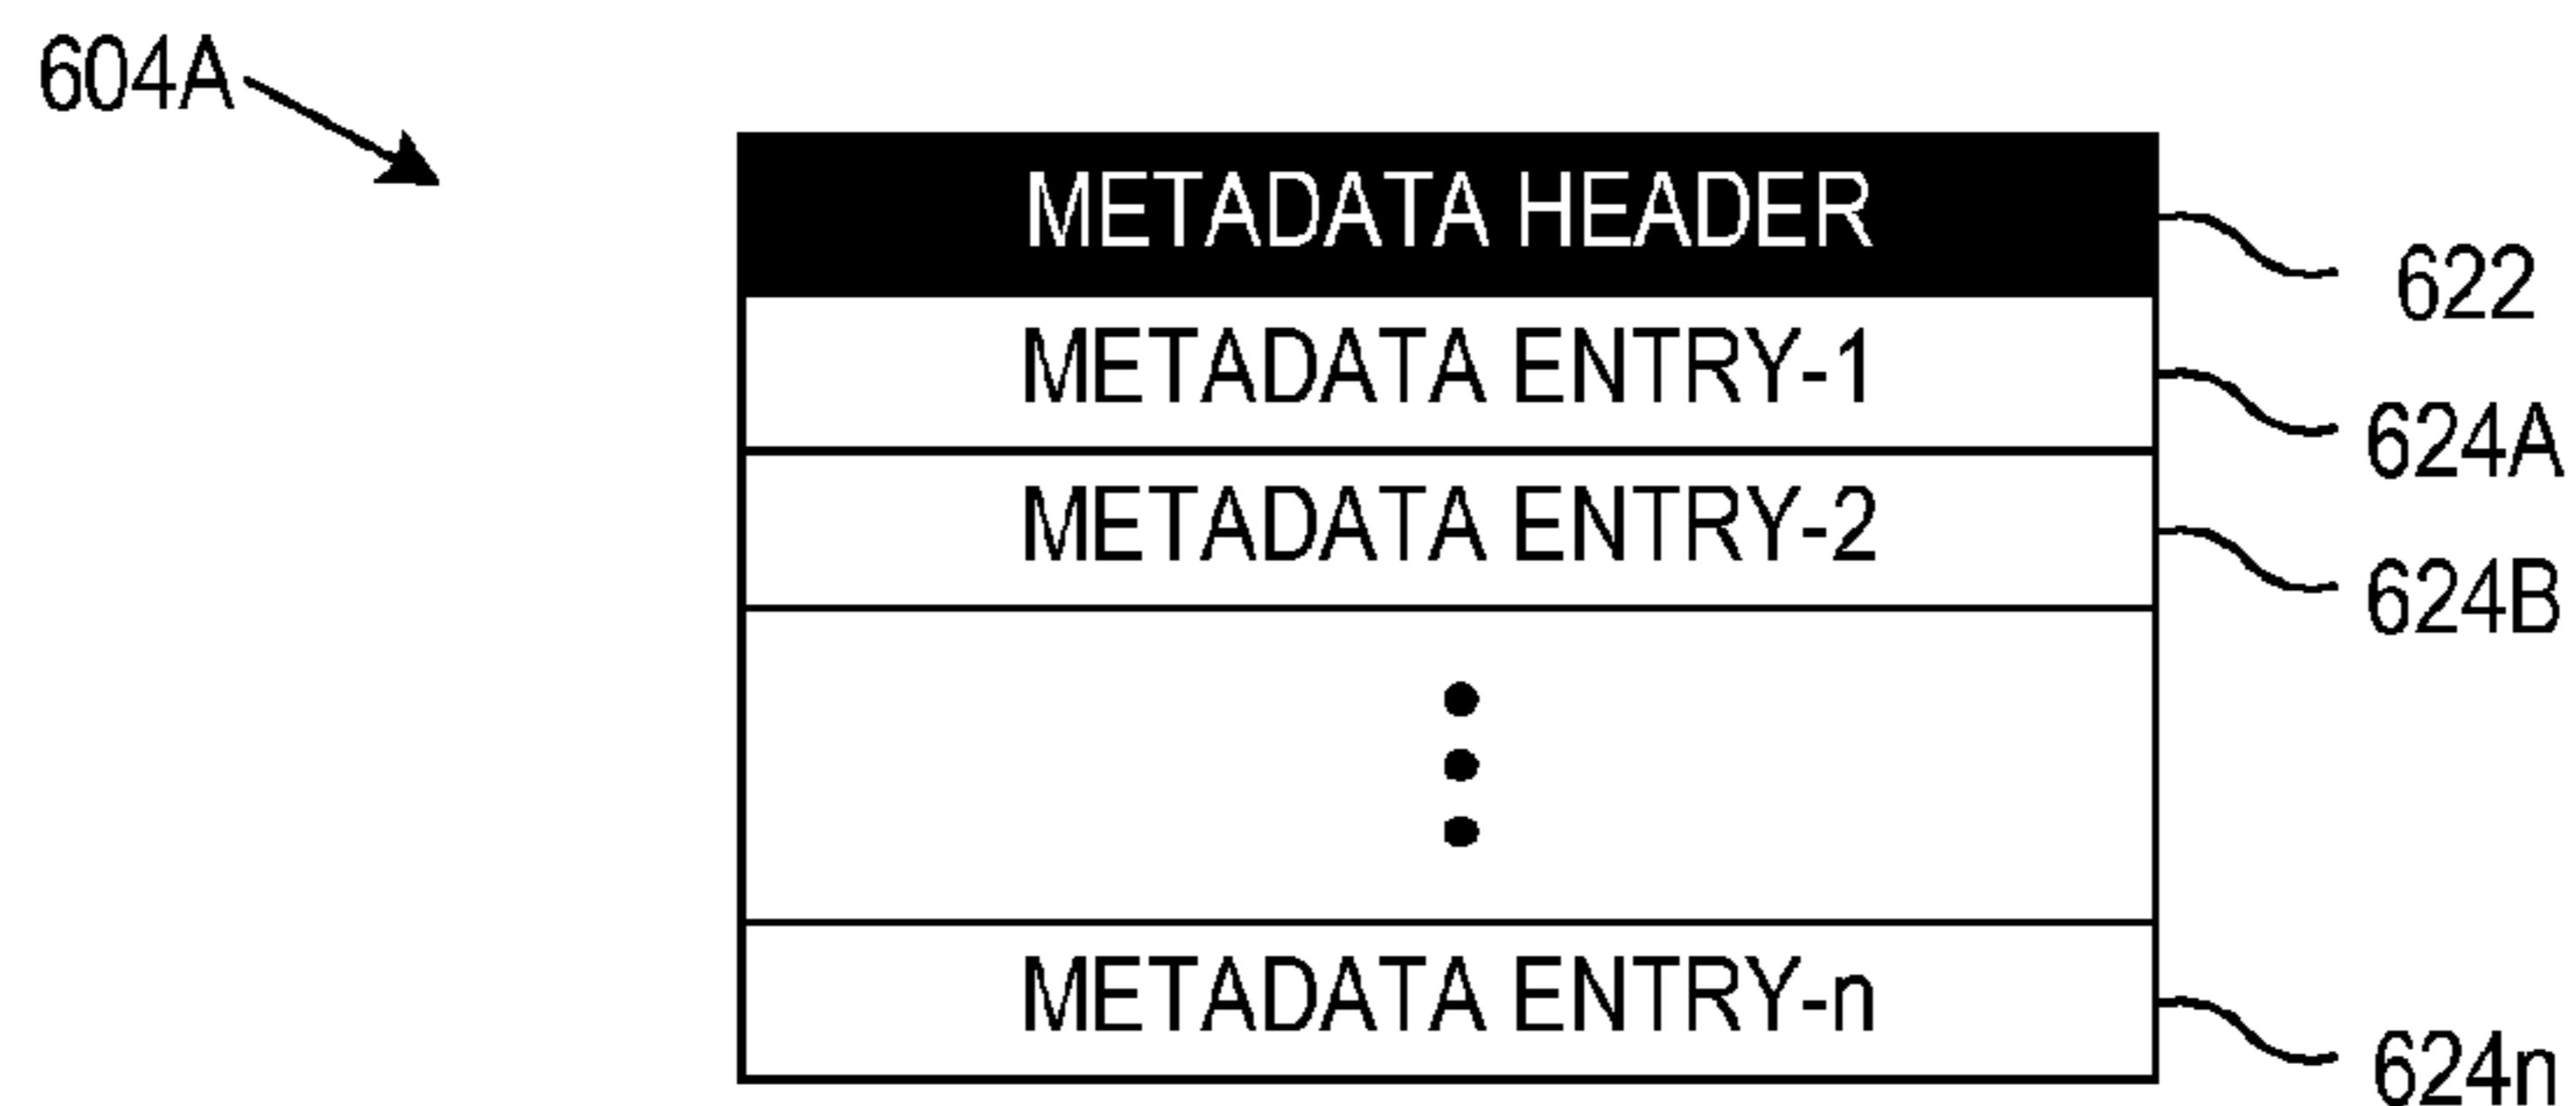 604A
METADATA HEADER
622
METADATA ENTRY-1
624A
METADATA ENTRY-2
624B
METADATA ENTRY-n
624n